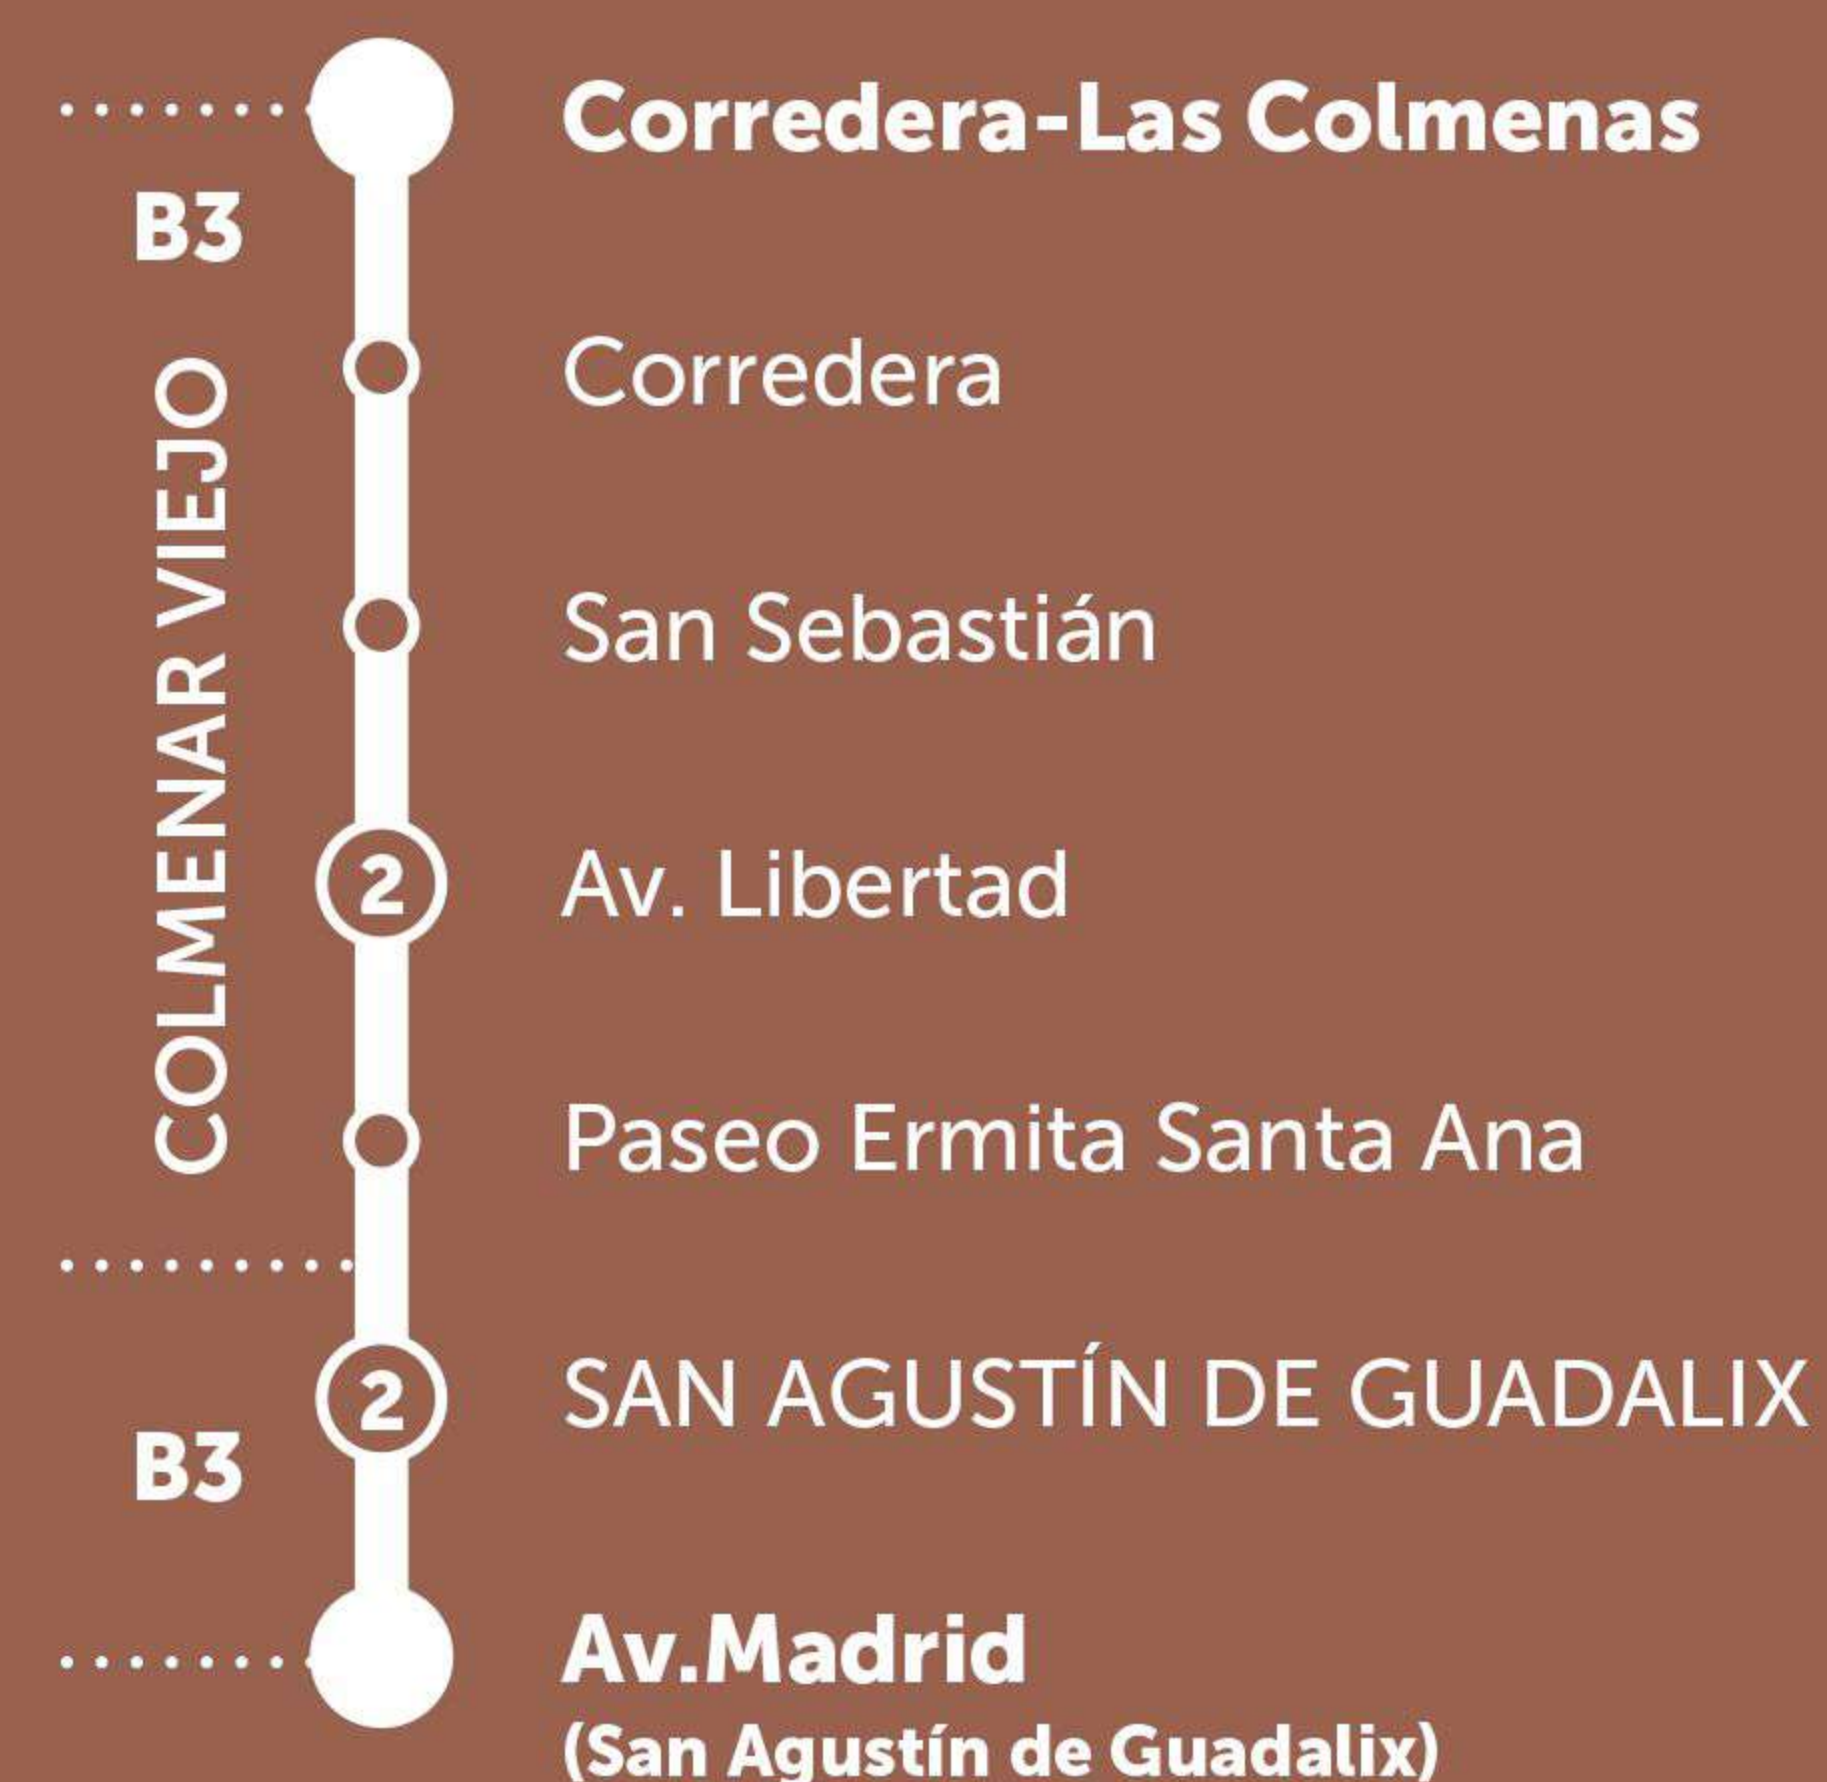 Corredera-Las Colmenas
B3
COLMENAR VIEJO
Corredera
San Sebastián
2
Av. Libertad
Paseo Ermita Santa Ana
2
SAN AGUSTÍN DE GUADALIX
B3
Av.Madrid
(San Agustín de Guadalix)